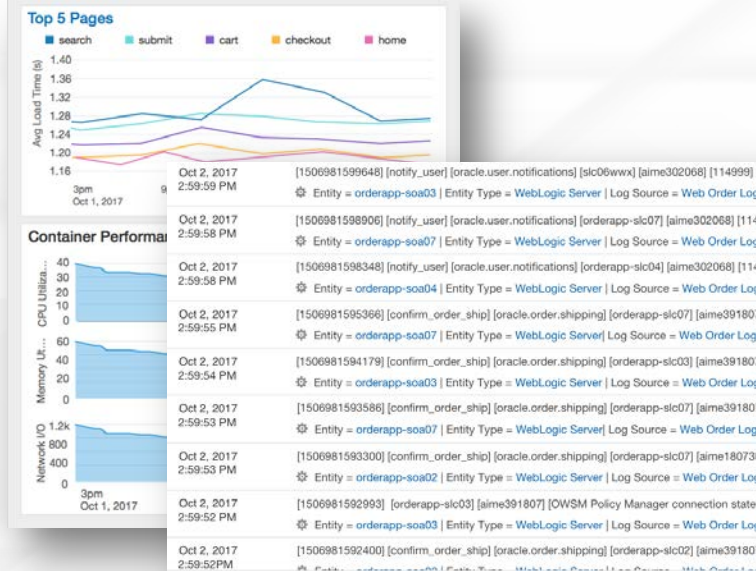 Top 5 Pages
search submit cart checkout home
Avg Load Time (s)
1.40
1.36
1.32
1.28
1.24
1.20
1.16
3pm
Oct 1, 2017
Container
CPU Utiliza...
40
30
20
10
0
Memory Ut...
60
40
20
0
Network I/O
1.2k
800
400
0
3pm
Oct 1, 2017
Oct 2, 2017
2:59:59 PM
[1506981599648] [notify_user] [oracle.user.notifications] [slc06wwx] [aime302068] [114999]
Entity = orderapp-soa03 | Entity Type = WebLogic Server | Log Source = Web Order Log
Oct 2, 2017
2:59:58 PM
[1506981598906] [notify_user] [oracle.user.notifications] [orderapp-slc07] [aime302068] [114
Entity = orderapp-soa07 | Entity Type = WebLogic Server | Log Source = Web Order Log
Oct 2, 2017
2:59:58 PM
[1506981598348] [notify_user] [oracle.user.notifications] [orderapp-slc04] [aime302068] [114
Entity = orderapp-soa04 | Entity Type = WebLogic Server | Log Source = Web Order Log
Oct 2, 2017
2:59:55 PM
[1506981595366] [confirm_order_ship] [oracle.order.shipping] [orderapp-slc07] [aime391807
Entity = orderapp-soa07 | Entity Type = WebLogic Server| Log Source = Web Order Log
Oct 2, 2017
2:59:54 PM
[1506981594179] [confirm_order_ship] [oracle.order.shipping] [orderapp-slc03] [aime391807
Entity = orderapp-soa03 | Entity Type = WebLogic Server | Log Source = Web Order Log
Oct 2, 2017
2:59:53 PM
[1506981593586] [confirm_order_ship] [oracle.order.shipping] [orderapp-slc07] [aime391807
Entity = orderapp-soa07 | Entity Type = WebLogic Server| Log Source = Web Order Log
Oct 2, 2017
2:59:53 PM
[1506981593300] [confirm_order_ship] [oracle.order.shipping] [orderapp-slc07] [aime180730
Entity = orderapp-soa02 | Entity Type = WebLogic Server | Log Source = Web Order Log
Oct 2, 2017
2:59:52 PM
[1506981592993] [orderapp-slc03] [aime391807] [OWSM Policy Manager connection state
Entity = orderapp-soa03 | Entity Type = WebLogic Server | Log Source = Web Order Log
Oct 2, 2017
2:59:52PM
[1506981592400] [confirm_order_ship] [oracle.order.shipping] [orderapp-slc02] [aime391807